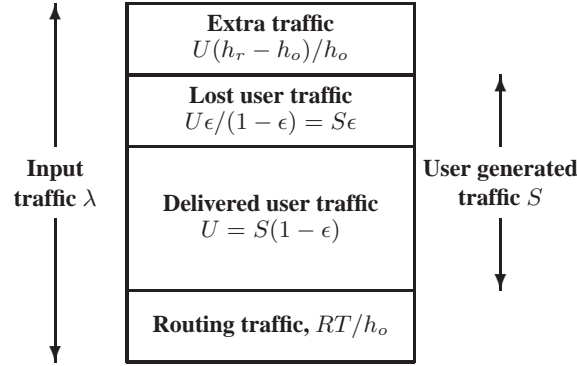 Extra traffic
U(h_r − h_o)/h_o
Lost user traffic
Uϵ/(1 − ϵ) = Sϵ
Input
traffic λ
Delivered user traffic
U = S(1 − ϵ)
User generated
traffic S
Routing traffic, RT/h_o